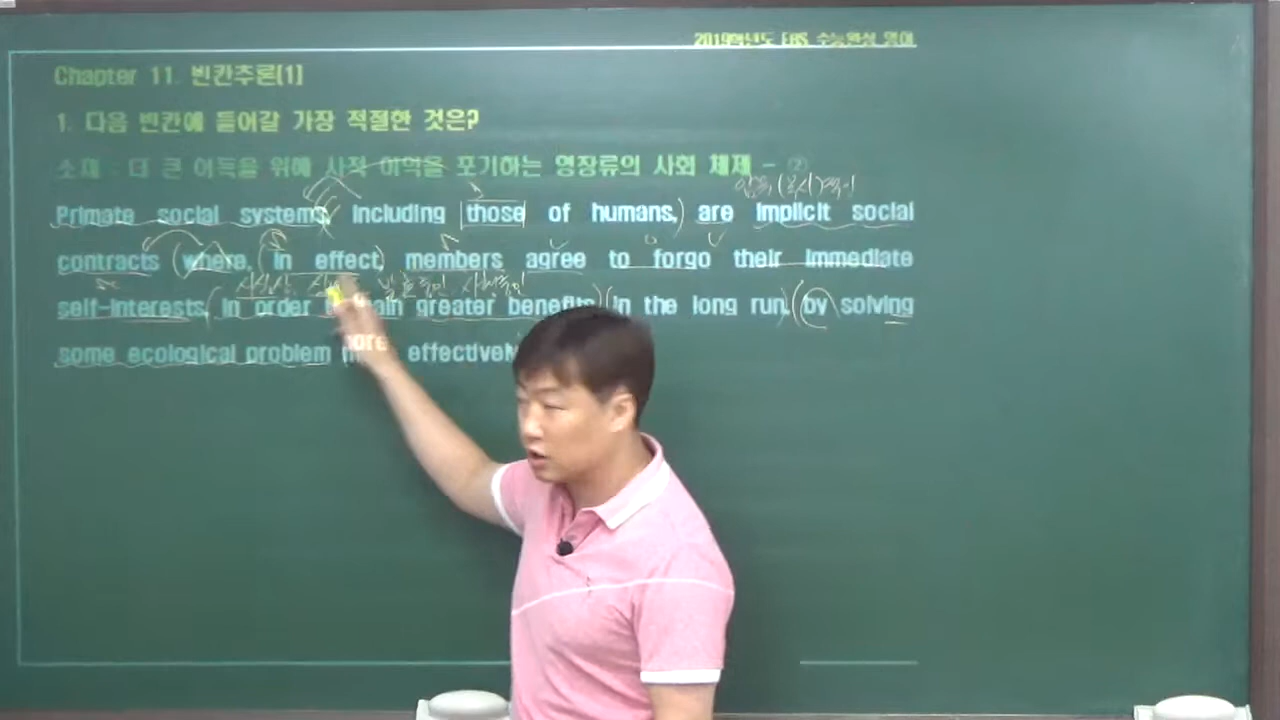 2019학년도 EBS 수능완성 영어
Chapter 11. 빈칸추론(1)
1. 다음 빈칸에 들어갈 가장 적절한 것은?
소재 : 더 큰 이득을 위해 사적 이익을 포기하는 영장류의 사회 체제 - ②
Primate social systems, including those of humans, are implicit social
contracts where, in effect, members agree to forgo their immediate
self-interests in order gain greater benefits in the long run, by solving
some ecological problem more effectively